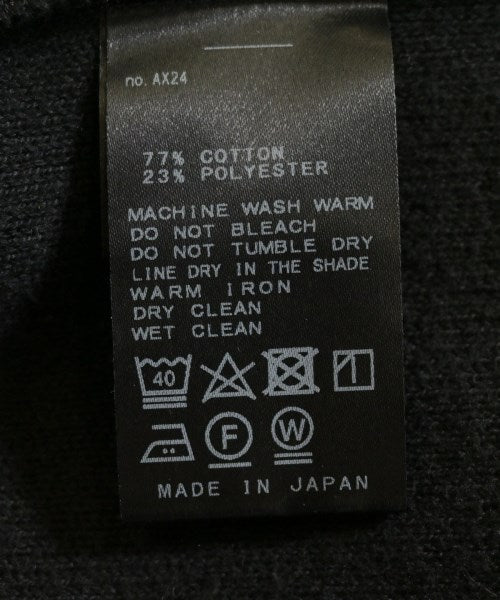 no. AX24
77% COTTON
23% POLYESTER
MACHINE WASH WARM
DO NOT BLEACH
DO NOT TUMBLE DRY
LINE DRY IN THE SHADE
WARM IRON
DRY CLEAN
WET CLEAN
40
F W
MADE IN JAPAN